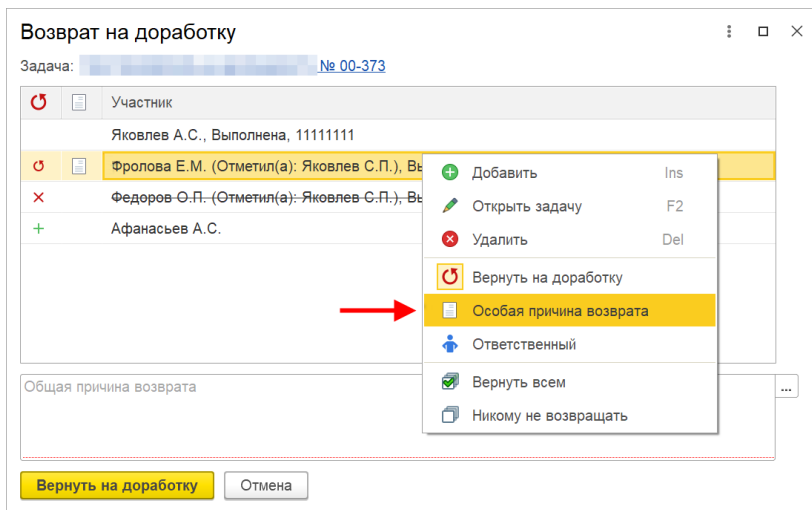 Возврат на доработку
Задача: № 00-373
Участник
Яковлев А.С., Выполнена, 11111111
Фролова Е.М. (Отметил(а): Яковлев С.П.), Вы
Федоров О.П. (Отметил(а): Яковлев С.П.), Вы
Афанасьев А.С.
Добавить Ins
Открыть задачу F2
Удалить Del
Вернуть на доработку
Особая причина возврата
Ответственный
Вернуть всем
Никому не возвращать
Общая причина возврата
...
Вернуть на доработку Отмена